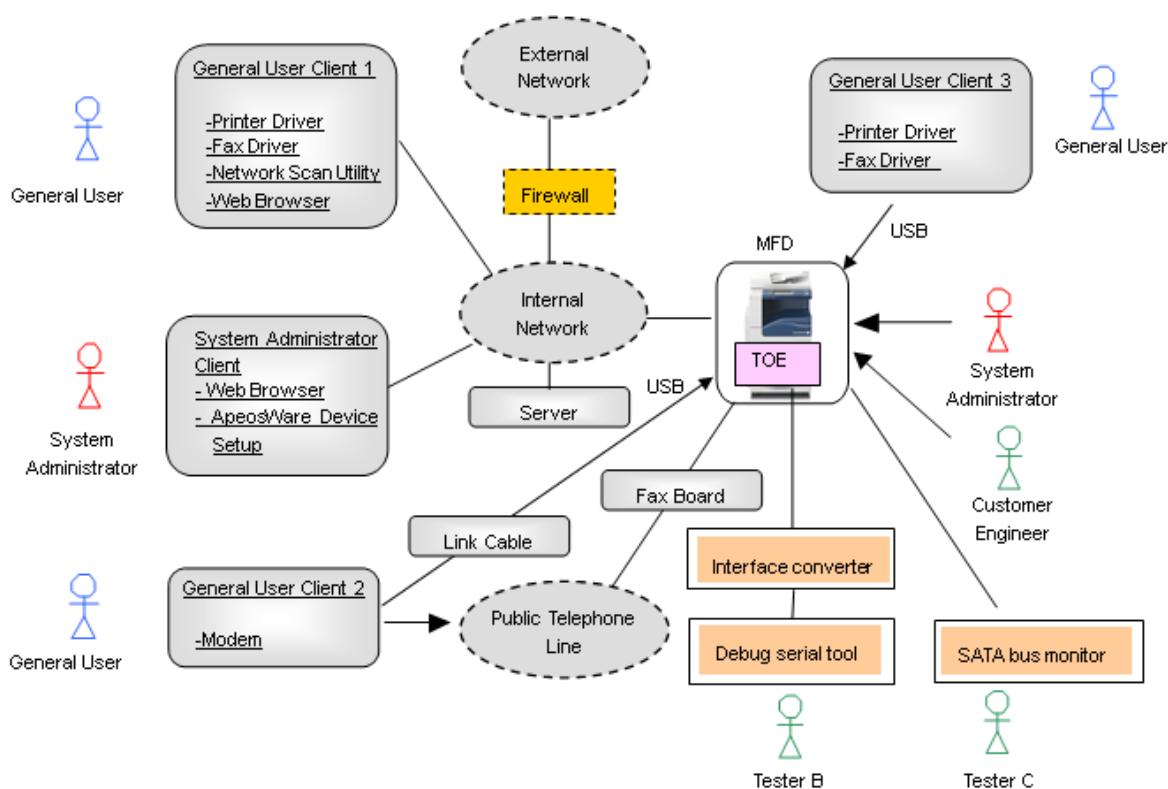 External
Network
General User Client 1
-Printer Driver
-Fax Driver
-Network Scan Utility
-Web Browser
General User
General User Client 3
-Printer Driver
-Fax Driver
General User
Firewall
USB
MFD
Internal
Network
TOE
System Administrator
Client
- Web Browser
- ApeosWare Device
Setup
System
Administrator
Server
USB
System
Administrator
Fax Board
Customer
Engineer
Link Cable
Interface converter
General User Client 2
-Modem
General User
Public Telephone
Line
Debug serial tool
SATA bus monitor
Tester B
Tester C